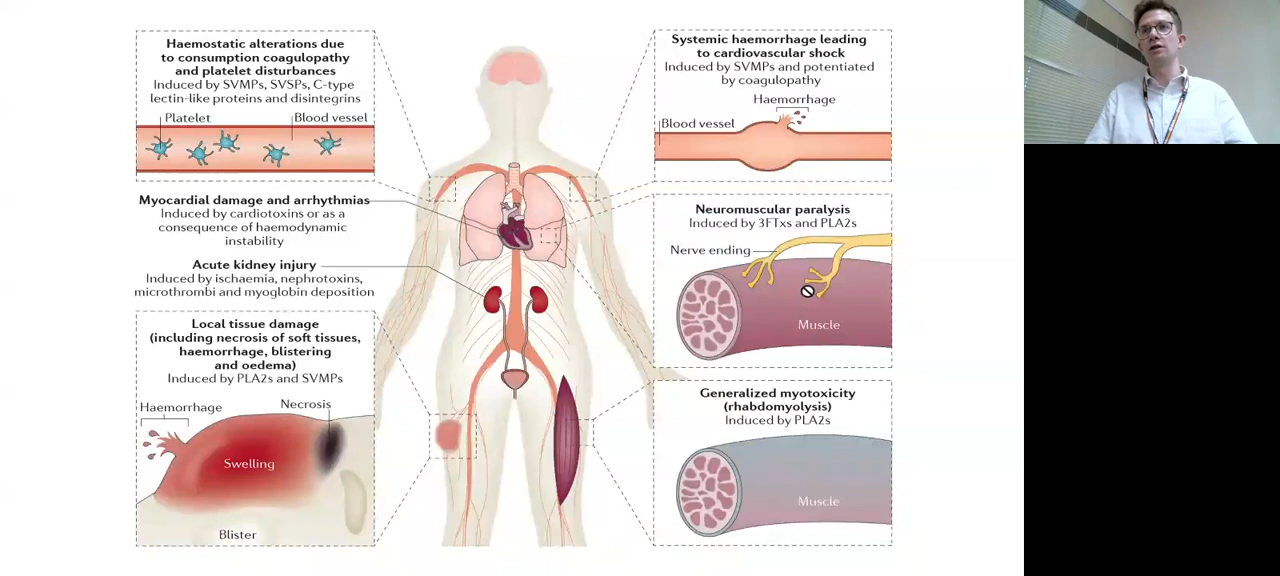 Haemostatic alterations due
to consumption coagulopathy
and platelet disturbances
Induced by SVMPs, SVSPs, C-type
lectin-like proteins and disintegrins
Platelet
Blood vessel
Myocardial damage and arrhythmias
Induced by cardiotoxins or as a
consequence of haemodynamic
instability
Acute kidney injury
Induced by ischaemia, nephrotoxins,
microthrombi and myoglobin deposition
Local tissue damage
(including necrosis of soft tissues,
haemorrhage, blistering
and oedema)
Induced by PLA2s and SVMPs
Haemorrhage
Necrosis
Swelling
Blister
Systemic haemorrhage leading
to cardiovascular shock
Induced by SVMPs and potentiated
by coagulopathy
Haemorrhage
Blood vessel
Neuromuscular paralysis
Induced by 3FTxs and PLA2s
Nerve ending
Muscle
Generalized myotoxicity
(rhabdomyolysis)
Induced by PLA2s
Muscle